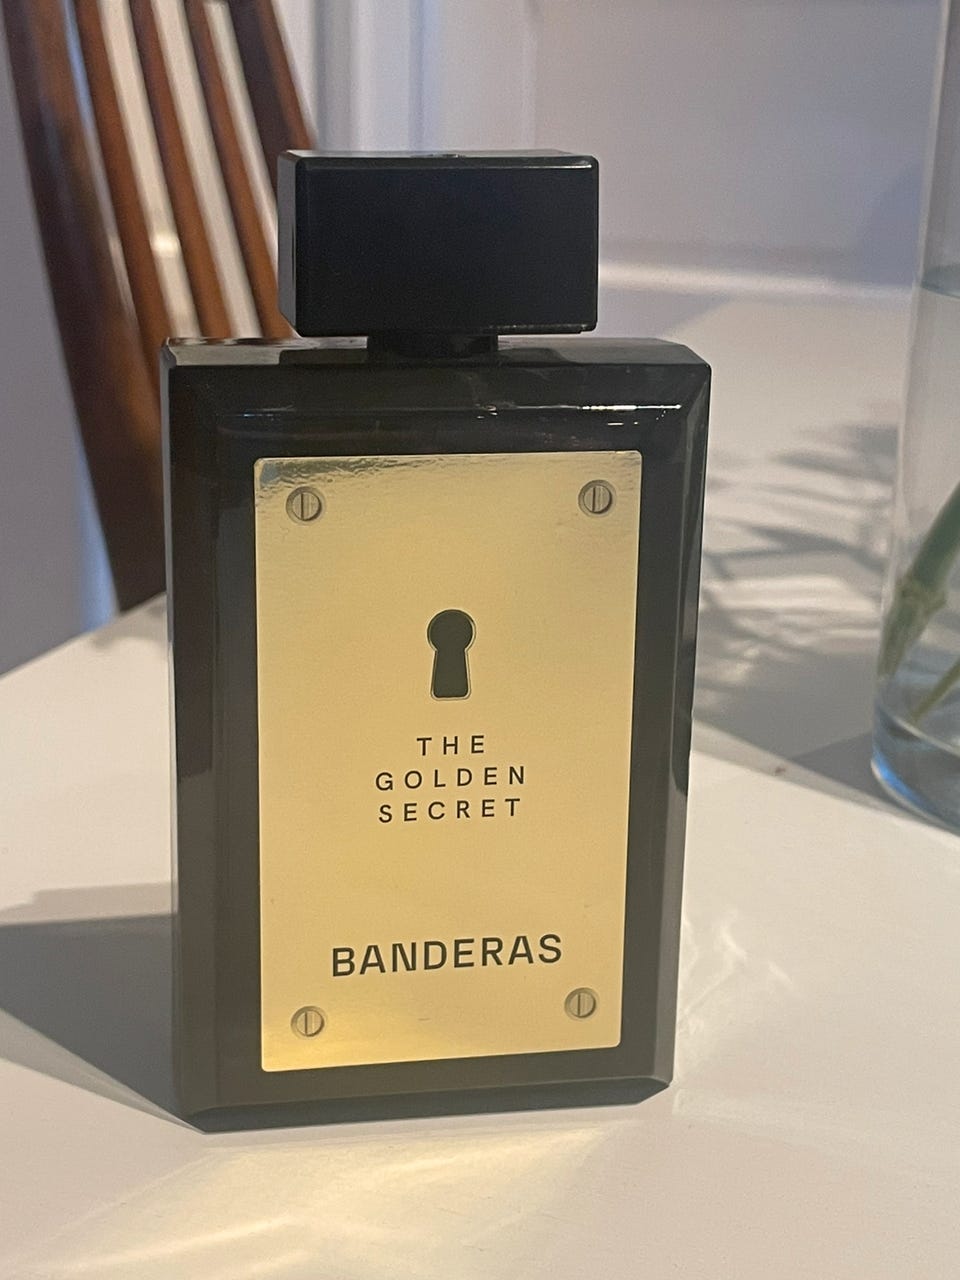 THE
GOLDEN
SECRET
BANDERAS